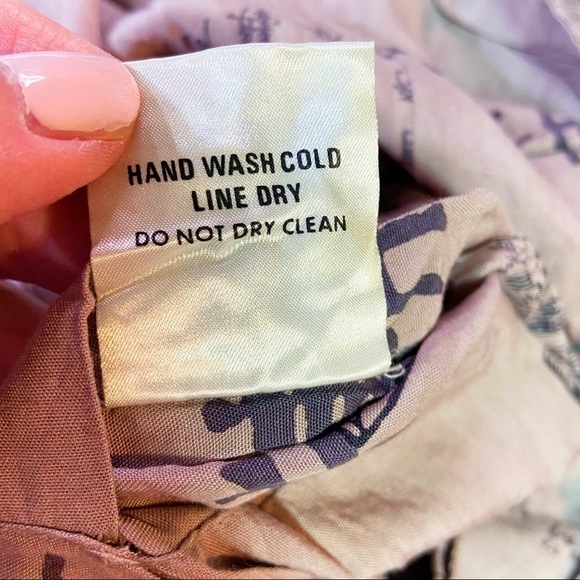 HAND WASH COLD
LINE DRY
DO NOT DRY CLEAN